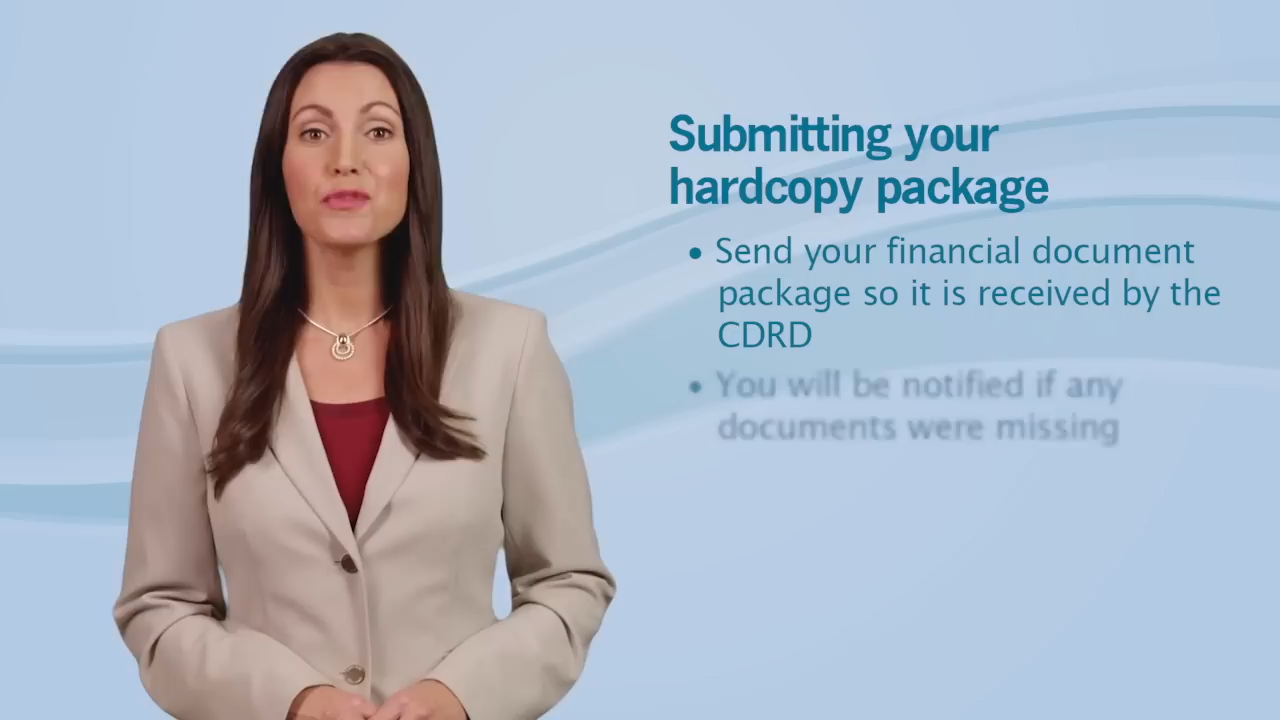 Submitting your
hardcopy package
• Send your financial document
package so it is received by the
CDRD
• You will be notified if any
documents were missing